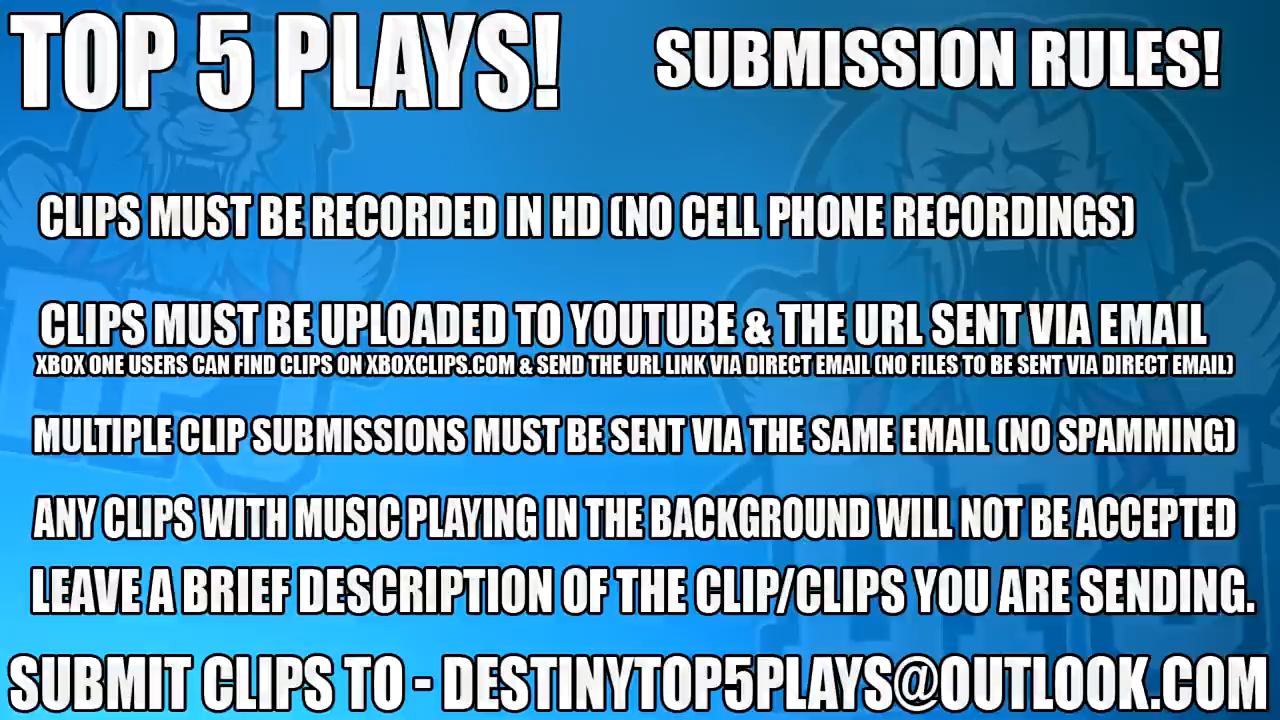 TOP 5 PLAYS!
SUBMISSION RULES!
CLIPS MUST BE RECORDED IN HD (NO CELL PHONE RECORDINGS)
CLIPS MUST BE UPLOADED TO YOUTUBE & THE URL SENT VIA EMAIL
XBOX ONE USERS CAN FIND CLIPS ON XBOXCLIPS.COM & SEND THE URL LINK VIA DIRECT EMAIL (NO FILES TO BE SENT VIA DIRECT EMAIL)
MULTIPLE CLIP SUBMISSIONS MUST BE SENT VIA THE SAME EMAIL (NO SPAMMING)
ANY CLIPS WITH MUSIC PLAYING IN THE BACKGROUND WILL NOT BE ACCEPTED
LEAVE A BRIEF DESCRIPTION OF THE CLIP/CLIPS YOU ARE SENDING.
SUBMIT CLIPS TO - DESTINYTOP5PLAYS@OUTLOOK.COM